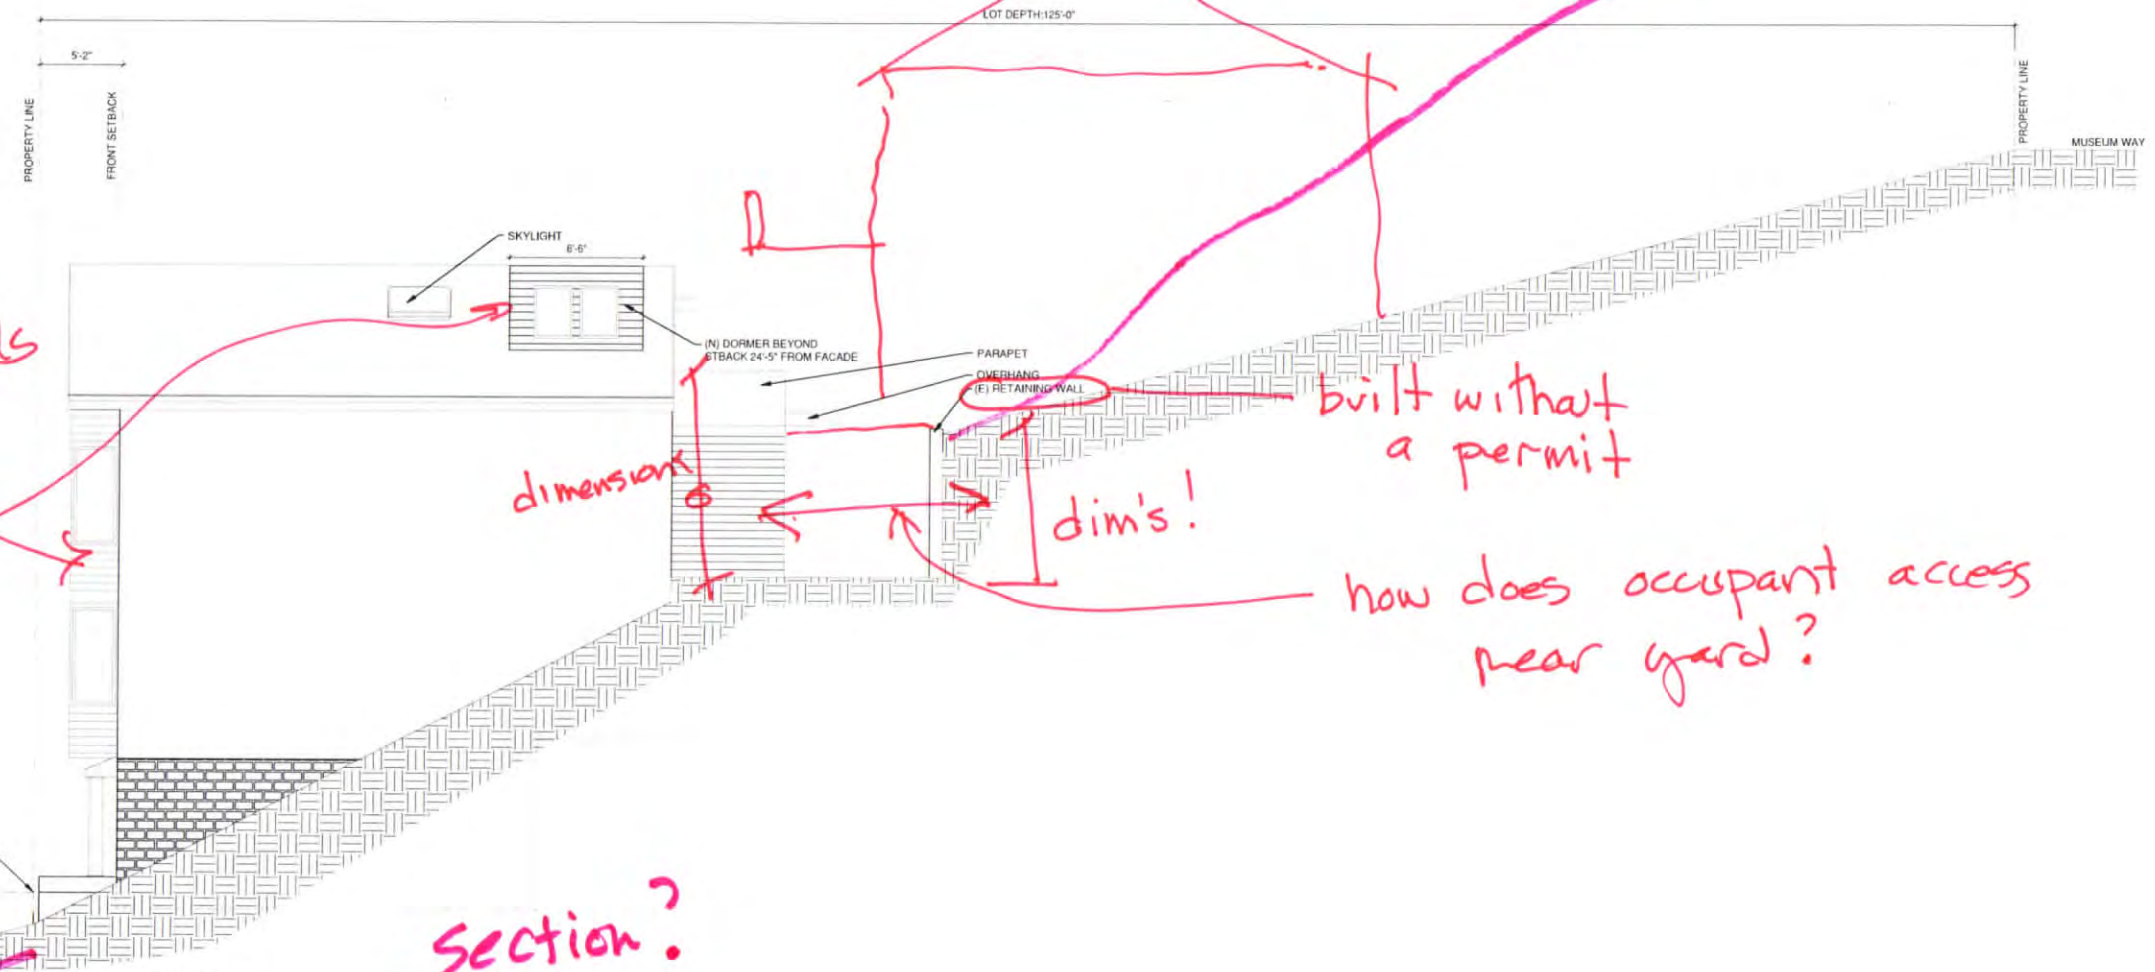 LOT DEPTH:125'-0"
5'-2"
PROPERTY LINE
FRONT SETBACK
PROPERTY LINE
MUSEUM WAY
SKYLIGHT
6'-6"
(N) DORMER BEYOND
STBACK 24'-5" FROM FACADE
PARAPET
OVERHANG
(E) RETAINING WALL
built without
a permit
dimensions
dim's!
how does occupant access
rear yard?
section?